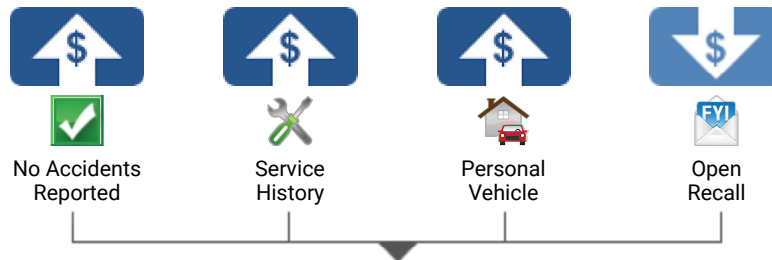 $ $ $ $
FYI
No Accidents Reported
Service History
Personal Vehicle
Open Recall